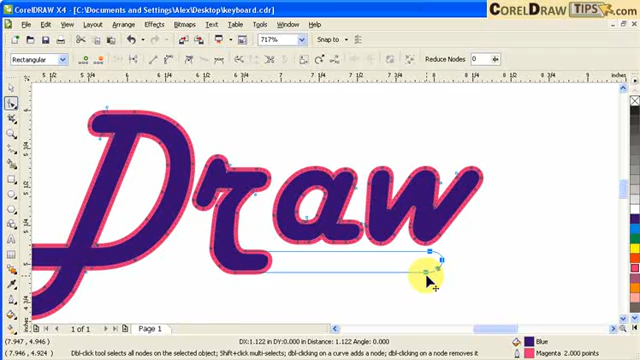 CorelDRAW X4 - [C:\Documents and Settings\Alex\Desktop\keyboard.cdr]
CORELDRAW TIPS.com
File Edit View Layout Arrange Effects Bitmaps Text Table Tools Window Help
717% Snap to
Rectangular Reduce Nodes 0
inches
Draw
1 of 1 Page 1
(7.947, 4.946) DX:1.122 in DY:0.000 in Distance: 1.122 Angle: 0.000 Blue
(7.925, 4.946) Dbl-click tool selects all nodes on the selected object; Shift+click multi-selects; dbl-clicking on a curve adds a node; dbl-clicking on a node removes it Magenta 2.000 points